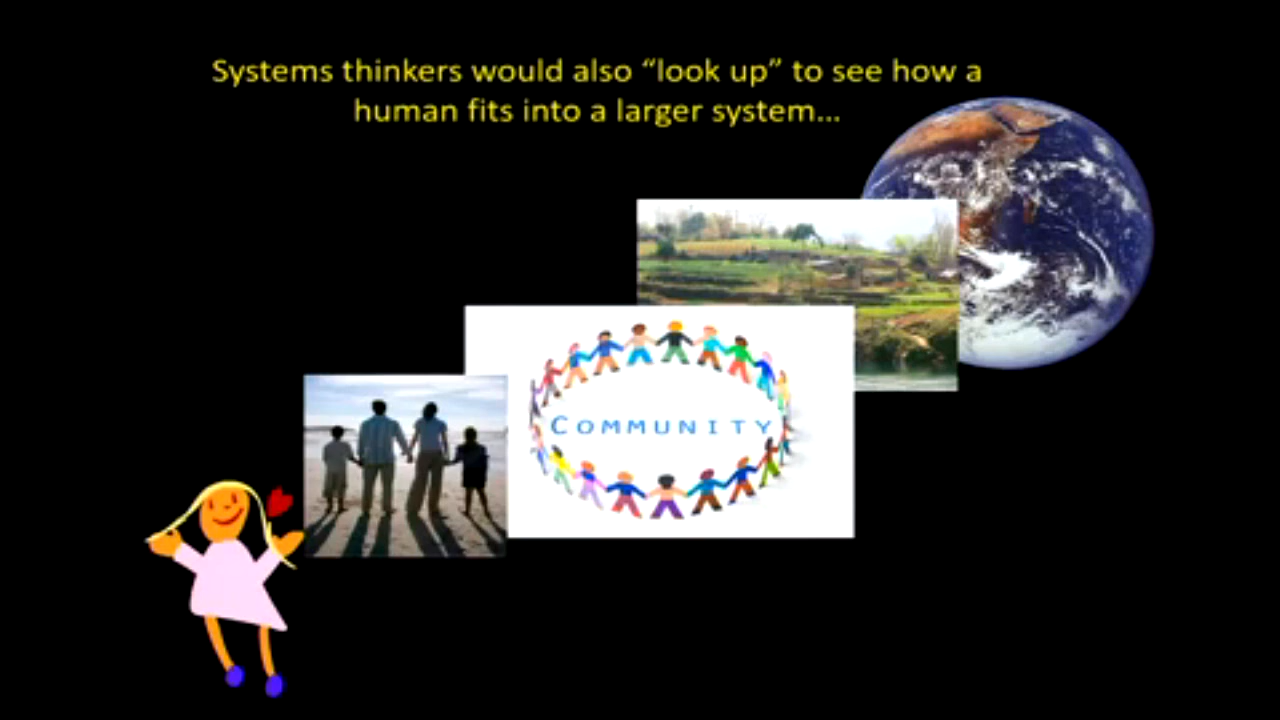 Systems thinkers would also “look up” to see how a
human fits into a larger system...
COMMUNITY